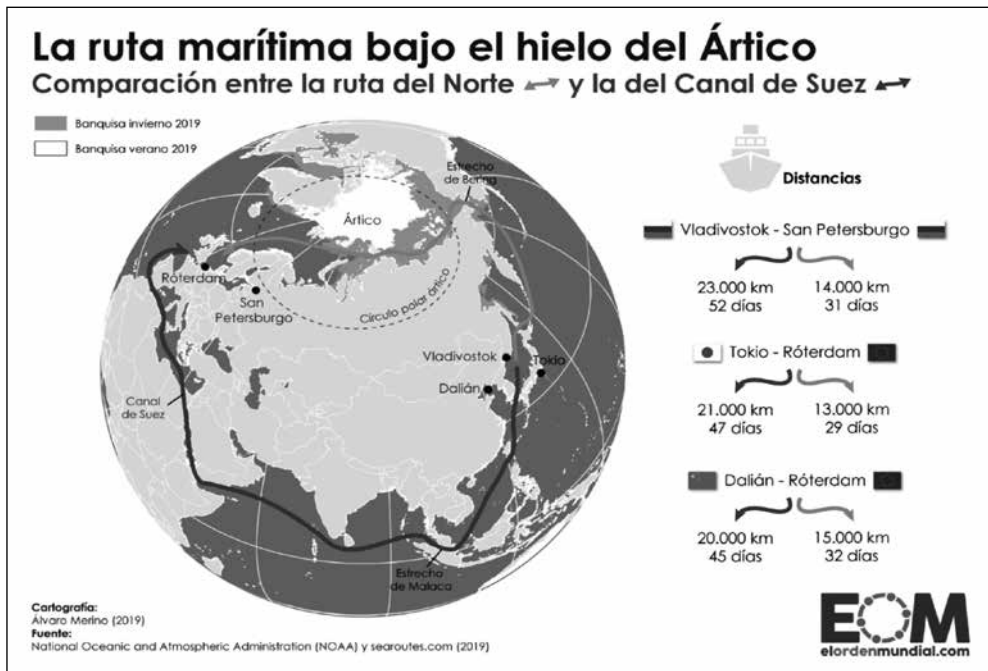 La ruta marítima bajo el hielo del Ártico
Comparación entre la ruta del Norte y la del Canal de Suez
Banquisa invierno 2019
Banquisa verano 2019
Estrecho
de Bering
Ártico
Círculo polar ártico
Róterdam
San
Petersburgo
Vladivostok
Tokio
Dalián
Canal
de Suez
Estrecho
de Malaca
Distancias
Vladivostok - San Petersburgo
23.000 km 14.000 km
52 días 31 días
Tokio - Róterdam
21.000 km 13.000 km
47 días 29 días
Dalián - Róterdam
20.000 km 15.000 km
45 días 32 días
Cartografía:
Álvaro Merino (2019)
Fuente:
National Oceanic and Atmospheric Administration (NOAA) y searoutes.com (2019)
EOM
elordenmundial.com